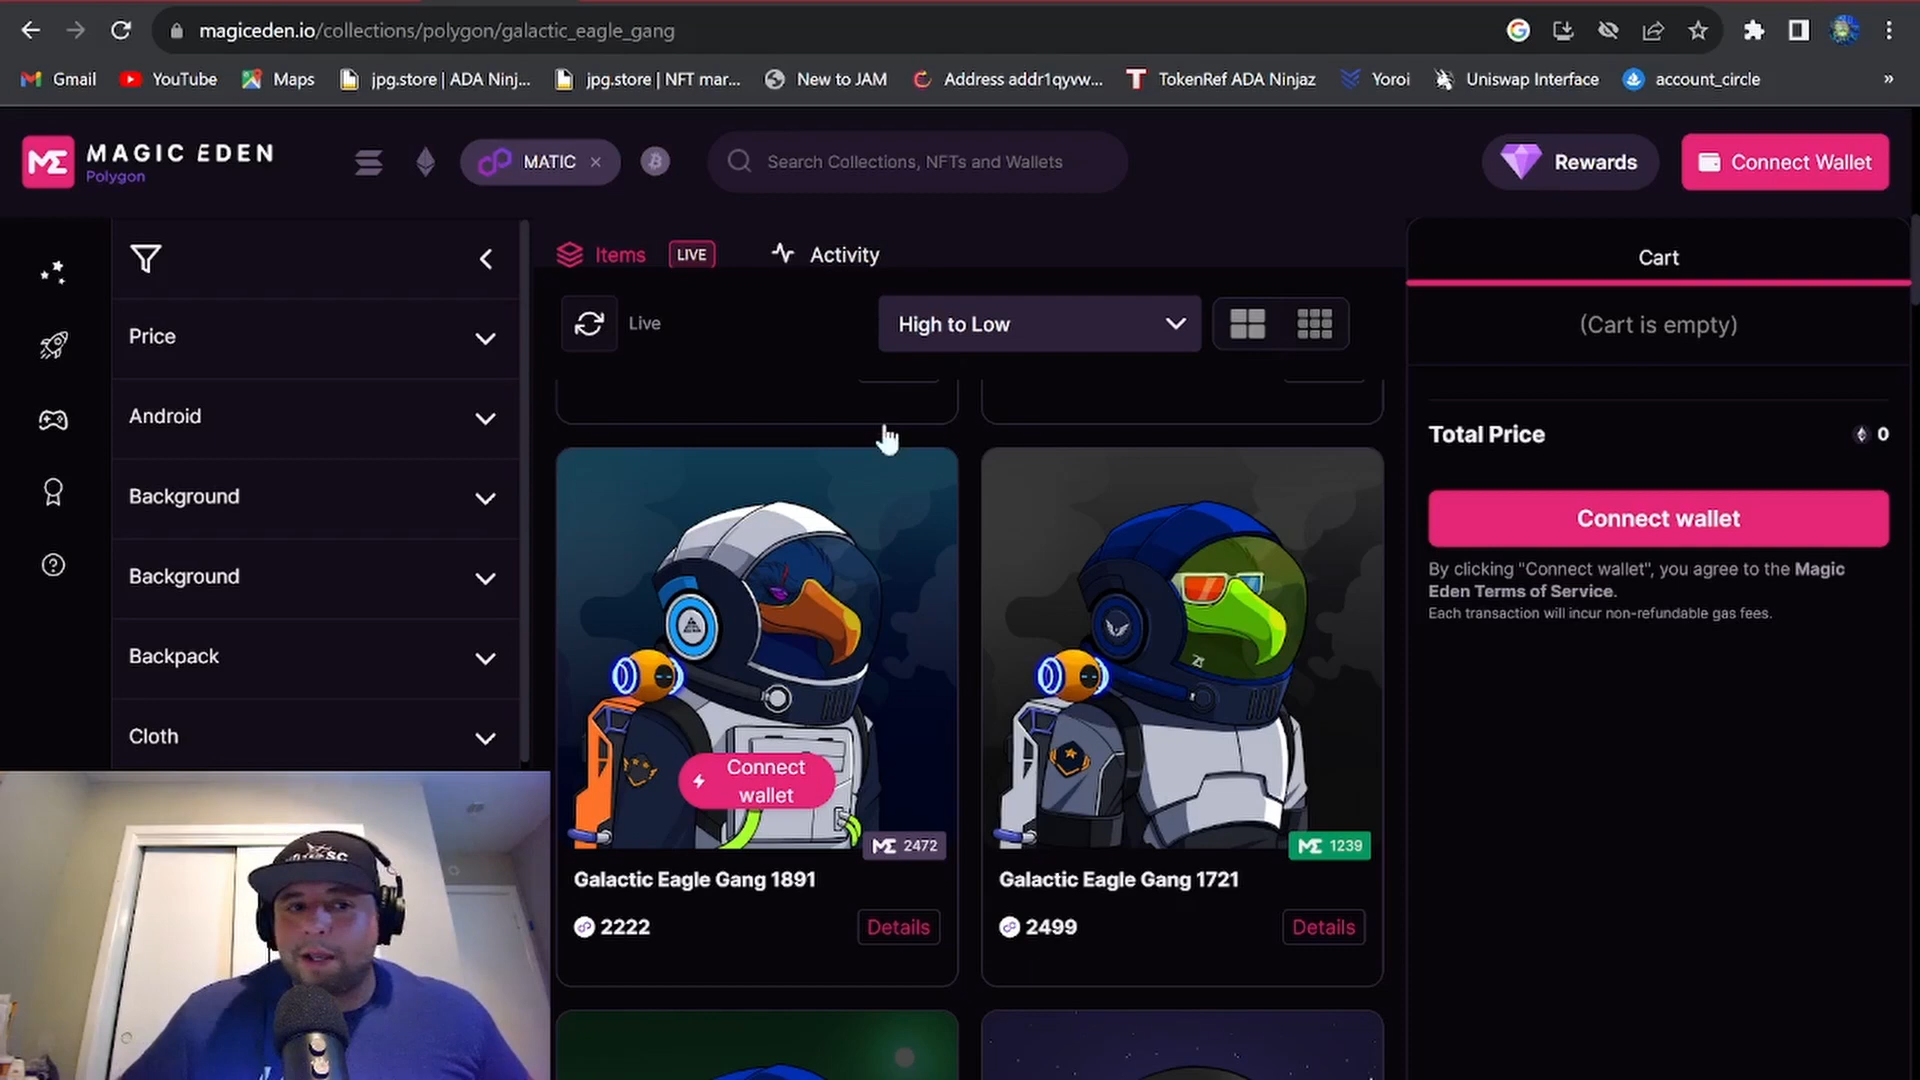 magiceden.io/collections/polygon/galactic_eagle_gang
Gmail
YouTube
Maps
jpg.store | ADA Ninj...
jpg.store | NFT mar...
New to JAM
Address addr1qyvw...
TokenRef ADA Ninjaz
Yoroi
Uniswap Interface
account_circle
»
MAGIC EDEN
Polygon
MATIC
Search Collections, NFTs and Wallets
Rewards
Connect Wallet
Price
Android
Background
Background
Backpack
Cloth
Items
LIVE
Activity
Live
High to Low
Connect wallet
ME 2472
Galactic Eagle Gang 1891
2222
Details
ME 1239
Galactic Eagle Gang 1721
2499
Details
Cart
(Cart is empty)
Total Price
0
Connect wallet
By clicking "Connect wallet", you agree to the Magic
Eden Terms of Service.
Each transaction will incur non-refundable gas fees.